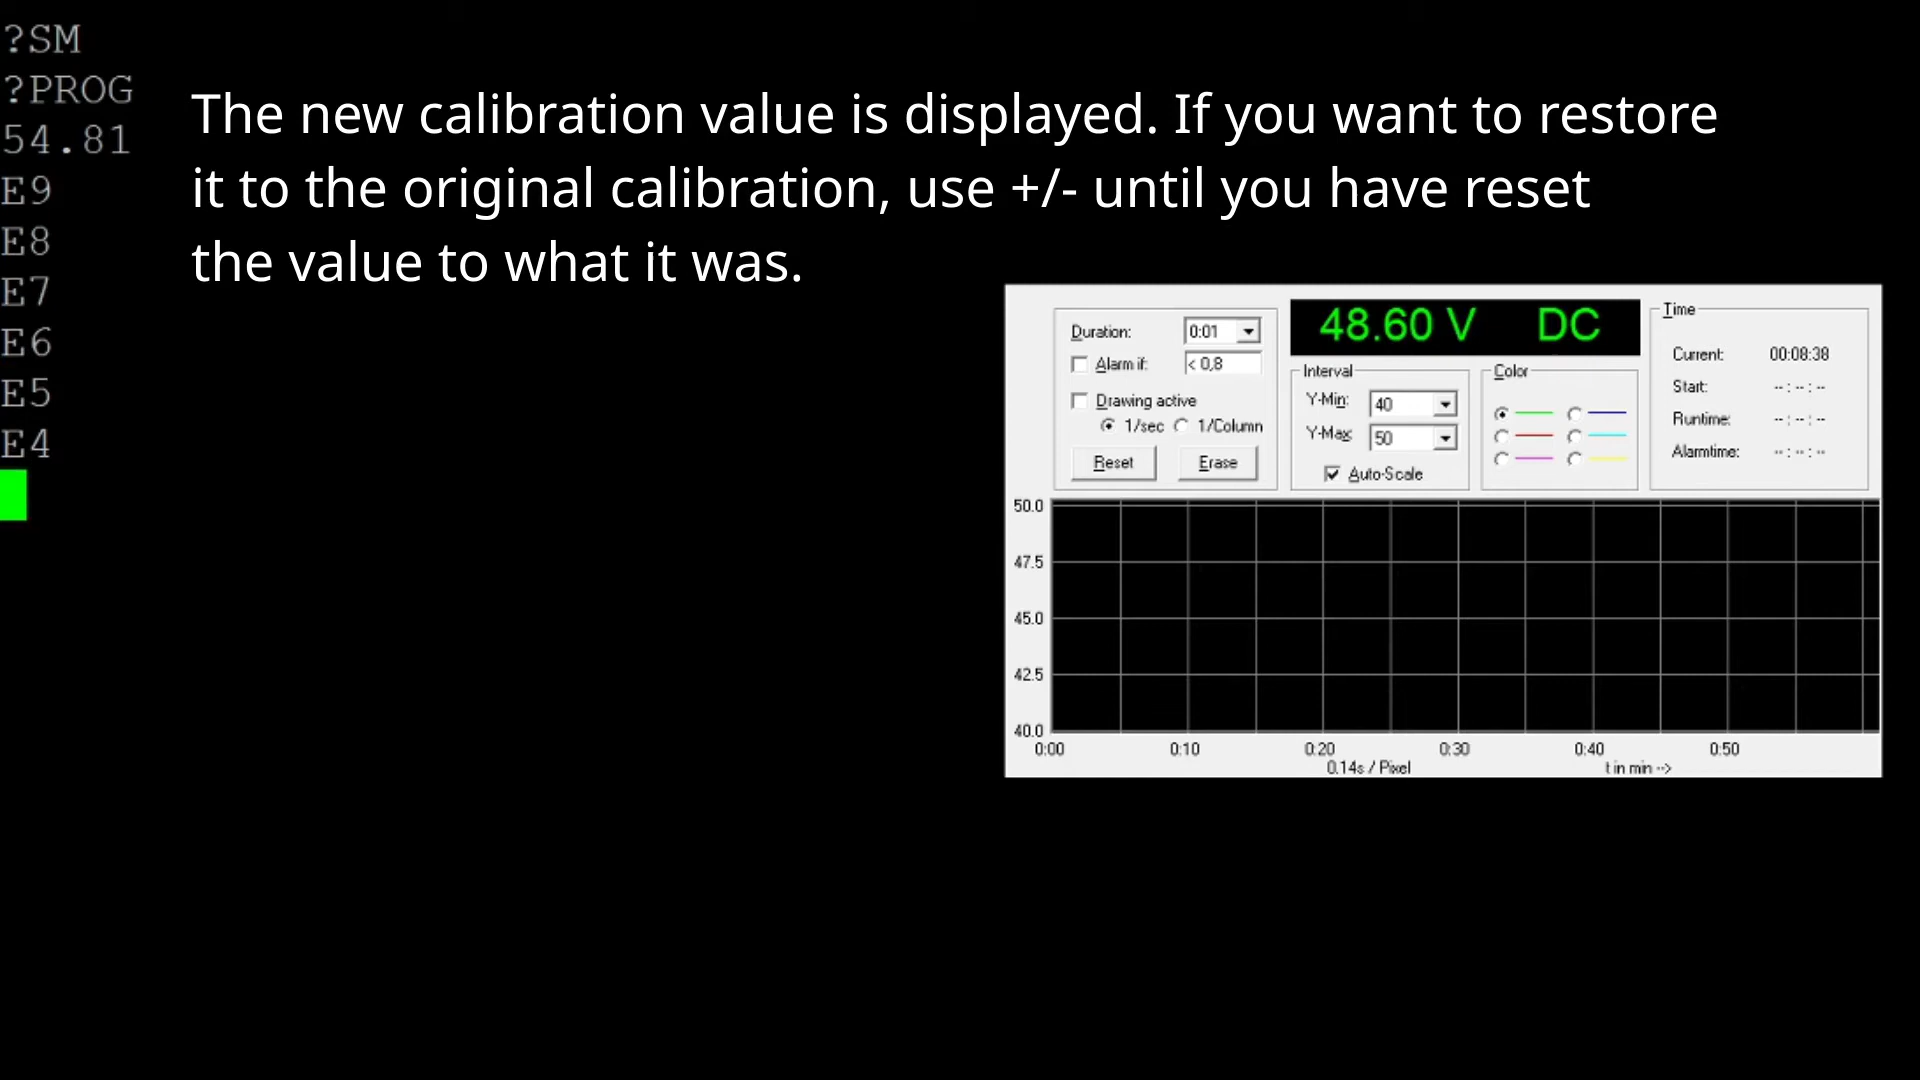 ?SM
?PROG
54.81
E9
E8
E7
E6
E5
E4
The new calibration value is displayed. If you want to restore
it to the original calibration, use +/- until you have reset
the value to what it was.
Duration: 0:01
Alarm if: < 0,8
Drawing active
1/sec 1/Column
Reset Erase
48.60 V DC
Interval
Y-Min: 40
Y-Max: 50
Auto-Scale
Color
Time
Current: 00:08:38
Start: -- : -- : --
Runtime: -- : -- : --
Alarmtime: -- : -- : --
50.0
47.5
45.0
42.5
40.0
0:00 0:10 0:20 0:30 0:40 0:50
0.14s / Pixel t in min -->